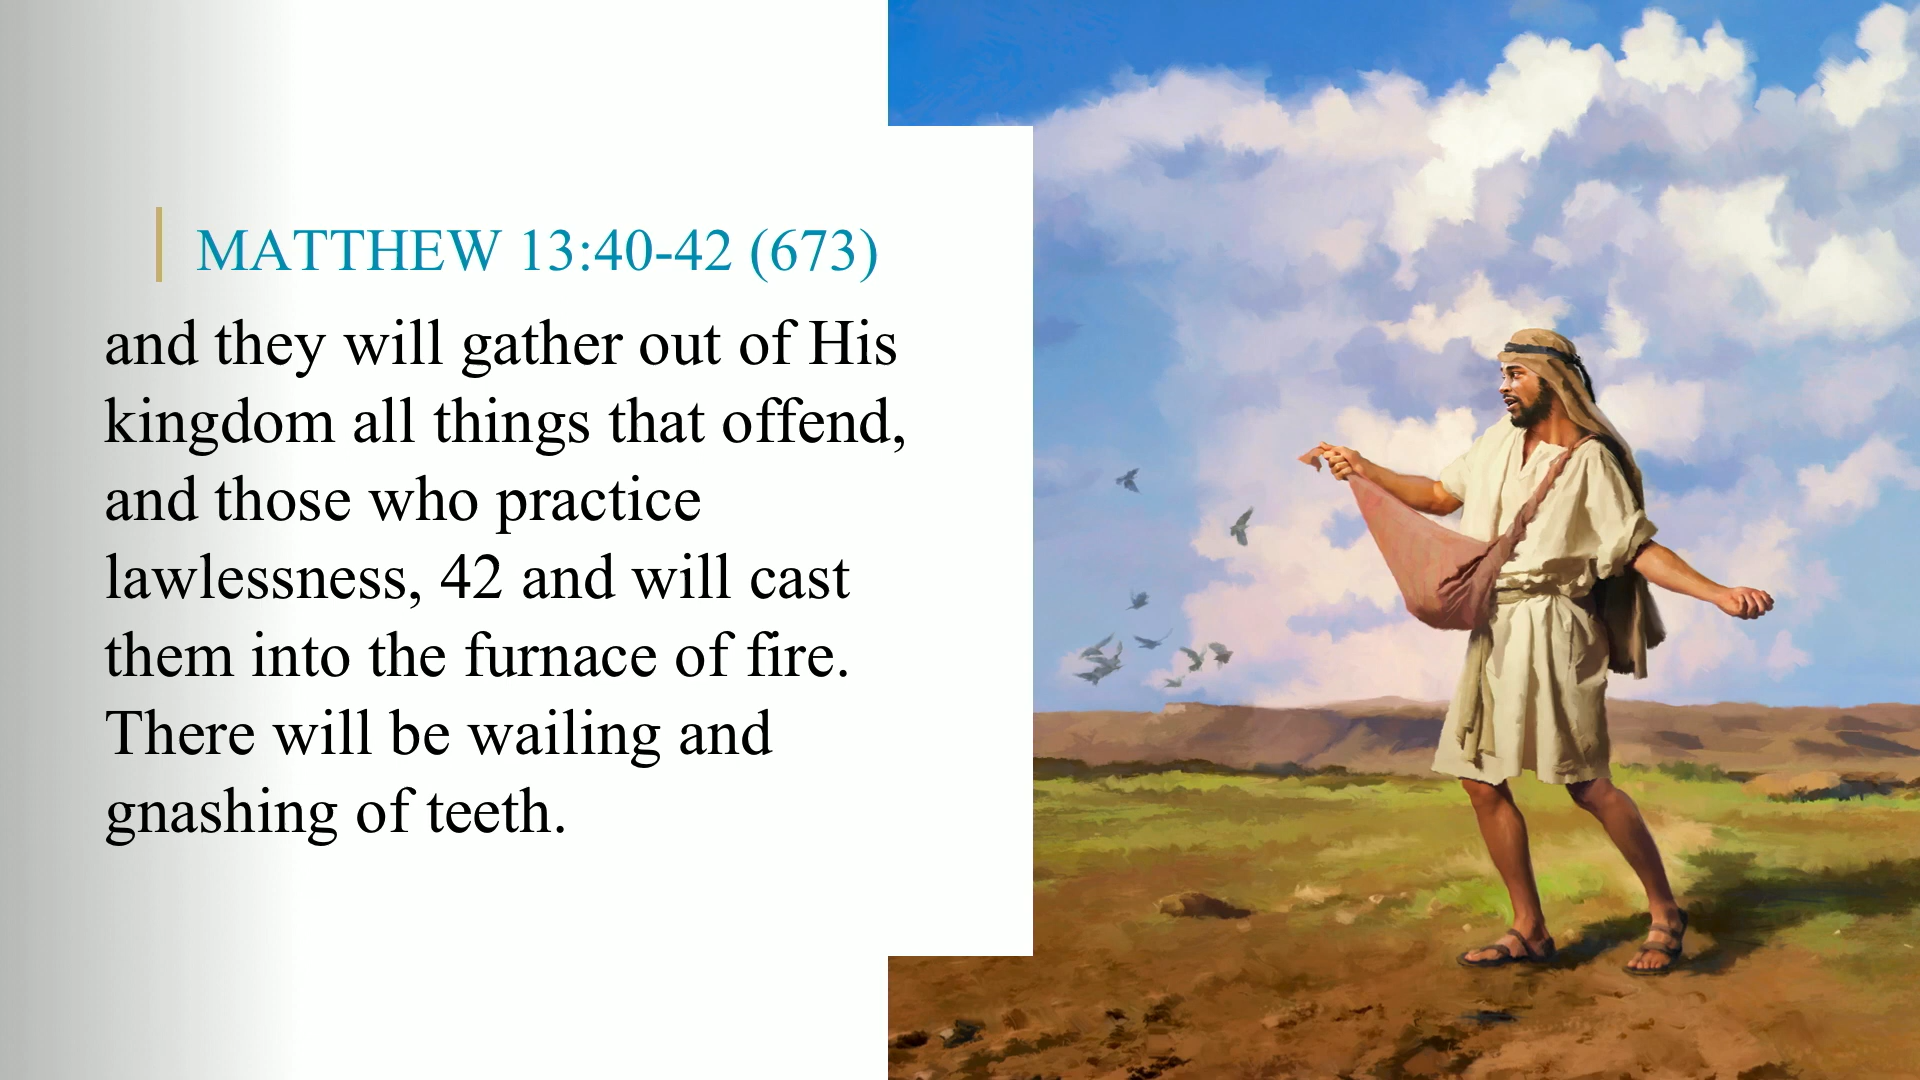 MATTHEW 13:40-42 (673)
and they will gather out of His
kingdom all things that offend,
and those who practice
lawlessness, 42 and will cast
them into the furnace of fire.
There will be wailing and
gnashing of teeth.